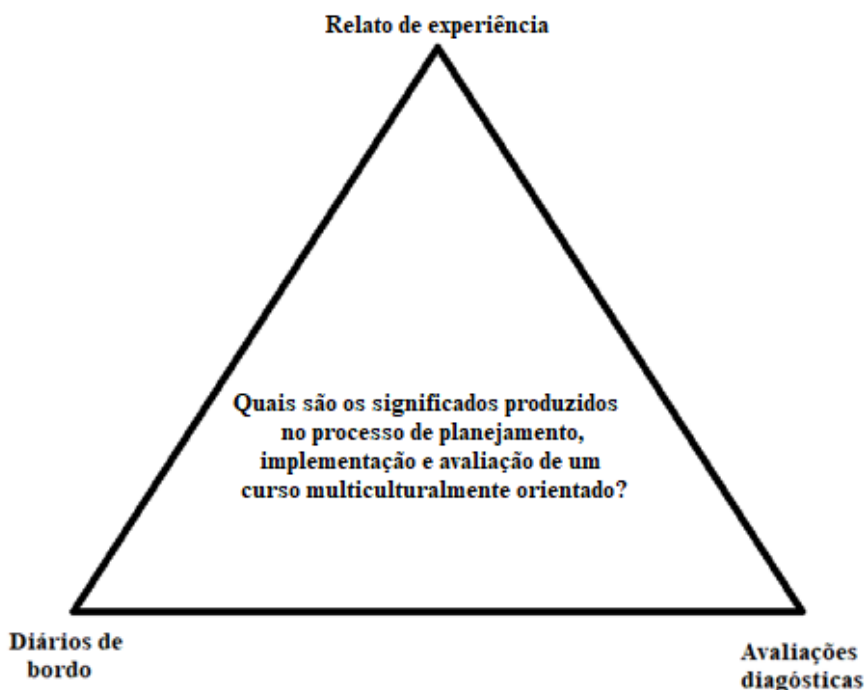 Relato de experiência
Quais são os significados produzidos
no processo de planejamento,
implementação e avaliação de um
curso multiculturalmente orientado?
Diários de
bordo
Avaliações
diagósticas